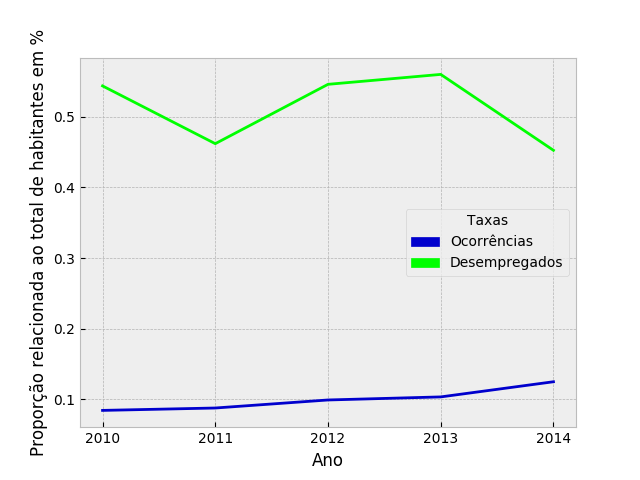 Proporção relacionada ao total de habitantes em %
0.5
0.4
0.3
0.2
0.1
Taxas
Ocorrências
Desempregados
2010 2011 2012 2013 2014
Ano